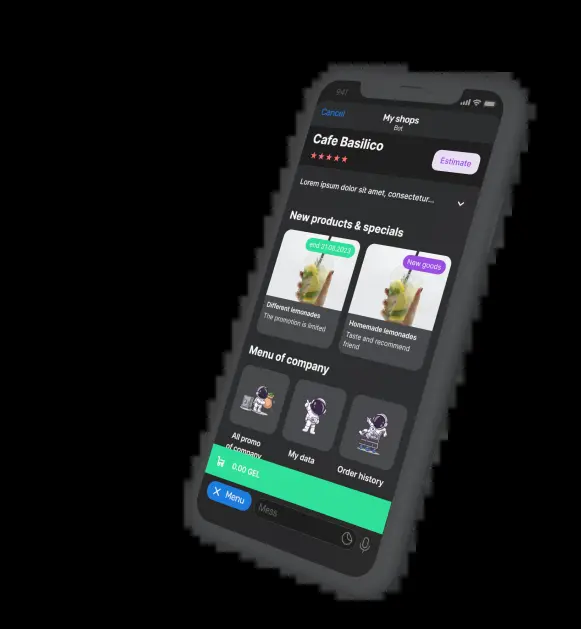 9:41
Cancel
My shops
Bot
Cafe Basilico
Estimate
Lorem ipsum dolor sit amet, consectetur...
New products & specials
end 21.08.2023
New goods
Different lemonades
The promotion is limited
Homemade lemonades
Taste and recommend
friend
Menu of company
All promo
of company
My data
Order history
0.00 GEL
Menu
Mess